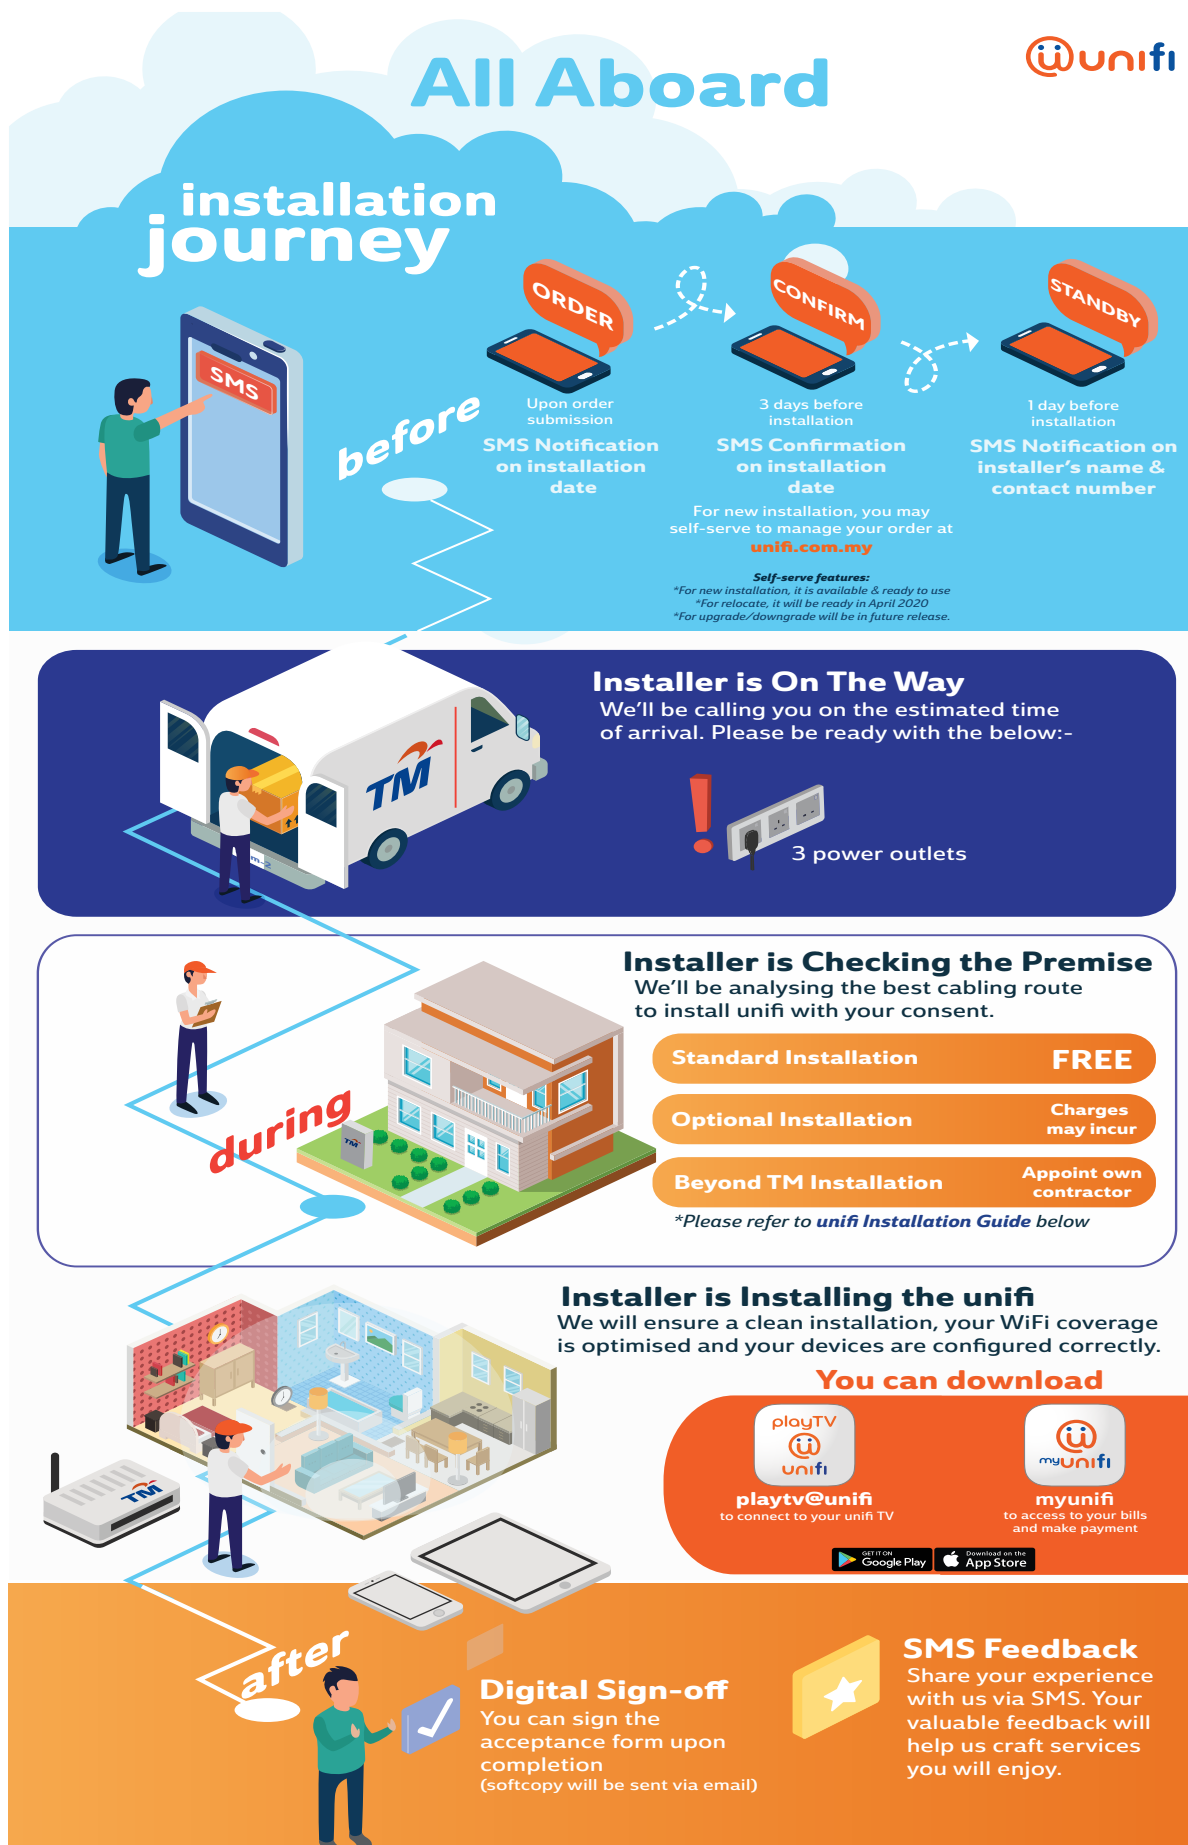 All Aboard
unifi
installation
journey
SMS
before
ORDER
Upon order
submission
SMS Notification
on installation
date
CONFIRM
3 days before
installation
SMS Confirmation
on installation
date
For new installation, you may
self-serve to manage your order at
unifi.com.my
Self-serve features:
*For new installation, it is available & ready to use
*For relocate, it will be ready in April 2020
*For upgrade/downgrade will be in future release.
STANDBY
1 day before
installation
SMS Notification on
installer's name &
contact number
TM
Installer is On The Way
We'll be calling you on the estimated time
of arrival. Please be ready with the below:-
3 power outlets
during
TM
Installer is Checking the Premise
We'll be analysing the best cabling route
to install unifi with your consent.
Standard Installation FREE
Optional Installation Charges
may incur
Beyond TM Installation Appoint own
contractor
*Please refer to unifi Installation Guide below
TM
Installer is Installing the unifi
We will ensure a clean installation, your WiFi coverage
is optimised and your devices are configured correctly.
You can download
playTV
unifi
playtv@unifi
to connect to your unifi TV
myunifi
myunifi
to access to your bills
and make payment
GET IT ON
Google Play
Download on the
App Store
after
Digital Sign-off
You can sign the
acceptance form upon
completion
(softcopy will be sent via email)
SMS Feedback
Share your experience
with us via SMS. Your
valuable feedback will
help us craft services
you will enjoy.